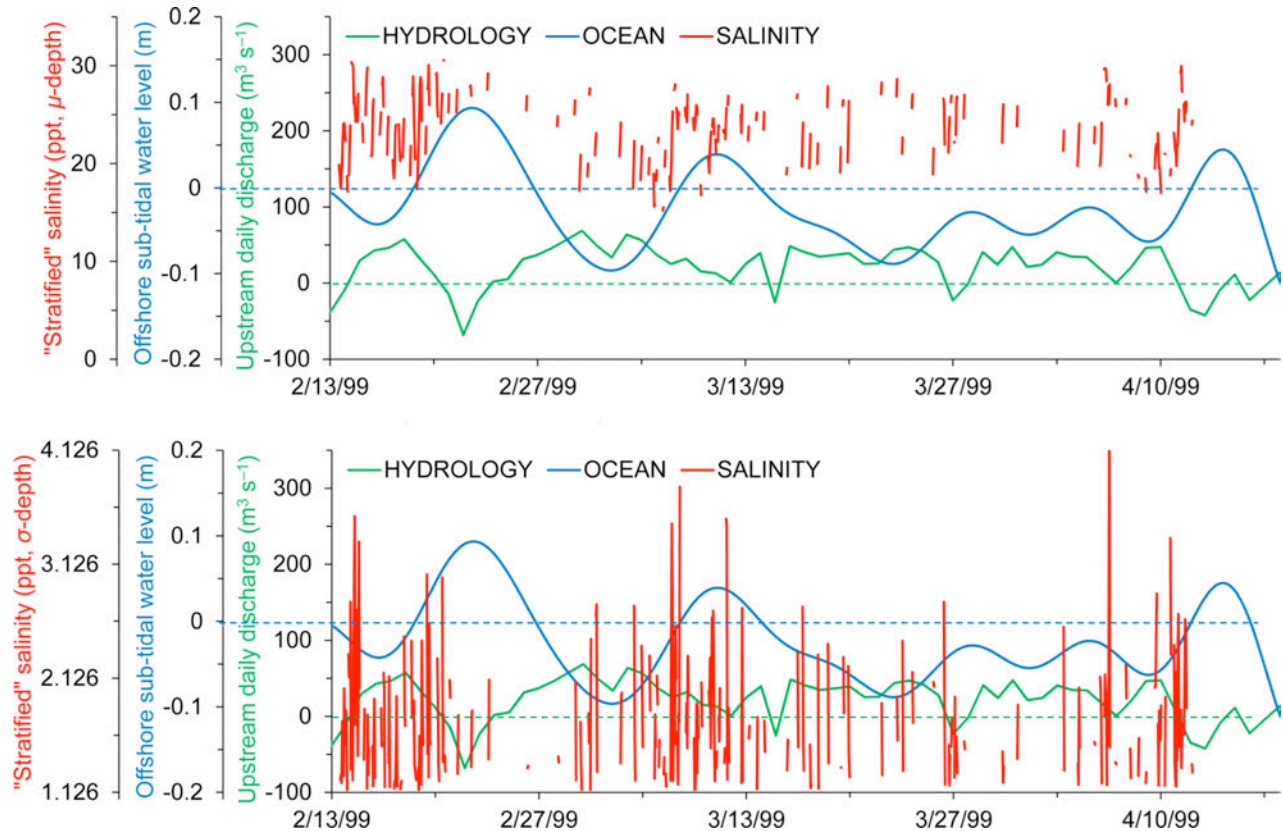 "Stratified" salinity (ppt, μ-depth)
30
20
10
0
Offshore sub-tidal water level (m)
0.2
0.1
0
-0.1
-0.2
Upstream daily discharge (m³ s⁻¹)
300
200
100
0
-100
HYDROLOGY OCEAN SALINITY
2/13/99 2/27/99 3/13/99 3/27/99 4/10/99
"Stratified" salinity (ppt, σ-depth)
4.126
3.126
2.126
1.126
Offshore sub-tidal water level (m)
0.2
0.1
0
-0.1
-0.2
Upstream daily discharge (m³ s⁻¹)
300
200
100
0
-100
HYDROLOGY OCEAN SALINITY
2/13/99 2/27/99 3/13/99 3/27/99 4/10/99